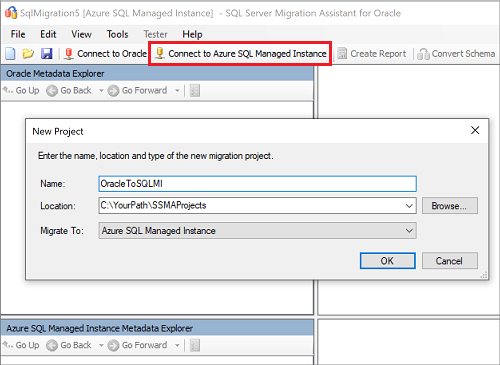 SqlMigration5 [Azure SQL Managed Instance] - SQL Server Migration Assistant for Oracle
File Edit View Tools Tester Help
Connect to Oracle Connect to Azure SQL Managed Instance Create Report Convert Schema
Oracle Metadata Explorer
Go Up Go Back Go Forward
New Project
Enter the name, location and type of the new migration project.
Name: OracleToSQLMI
Location: C:\YourPath\SSMAProjects Browse...
Migrate To: Azure SQL Managed Instance
OK Cancel
Azure SQL Managed Instance Metadata Explorer
Go Up Go Back Go Forward